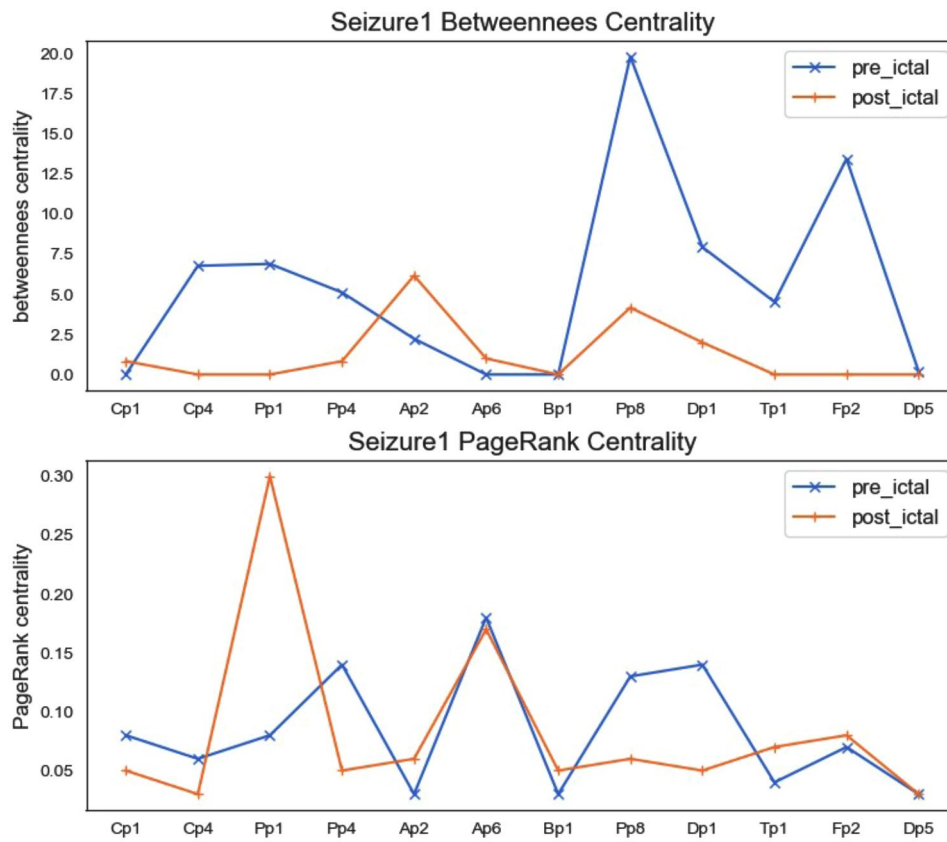 Seizure1 Betweennees Centrality
betweennees centrality
20.0
17.5
15.0
12.5
10.0
7.5
5.0
2.5
0.0
pre_ictal
post_ictal
Cp1 Cp4 Pp1 Pp4 Ap2 Ap6 Bp1 Pp8 Dp1 Tp1 Fp2 Dp5
Seizure1 PageRank Centrality
PageRank centrality
0.30
0.25
0.20
0.15
0.10
0.05
pre_ictal
post_ictal
Cp1 Cp4 Pp1 Pp4 Ap2 Ap6 Bp1 Pp8 Dp1 Tp1 Fp2 Dp5